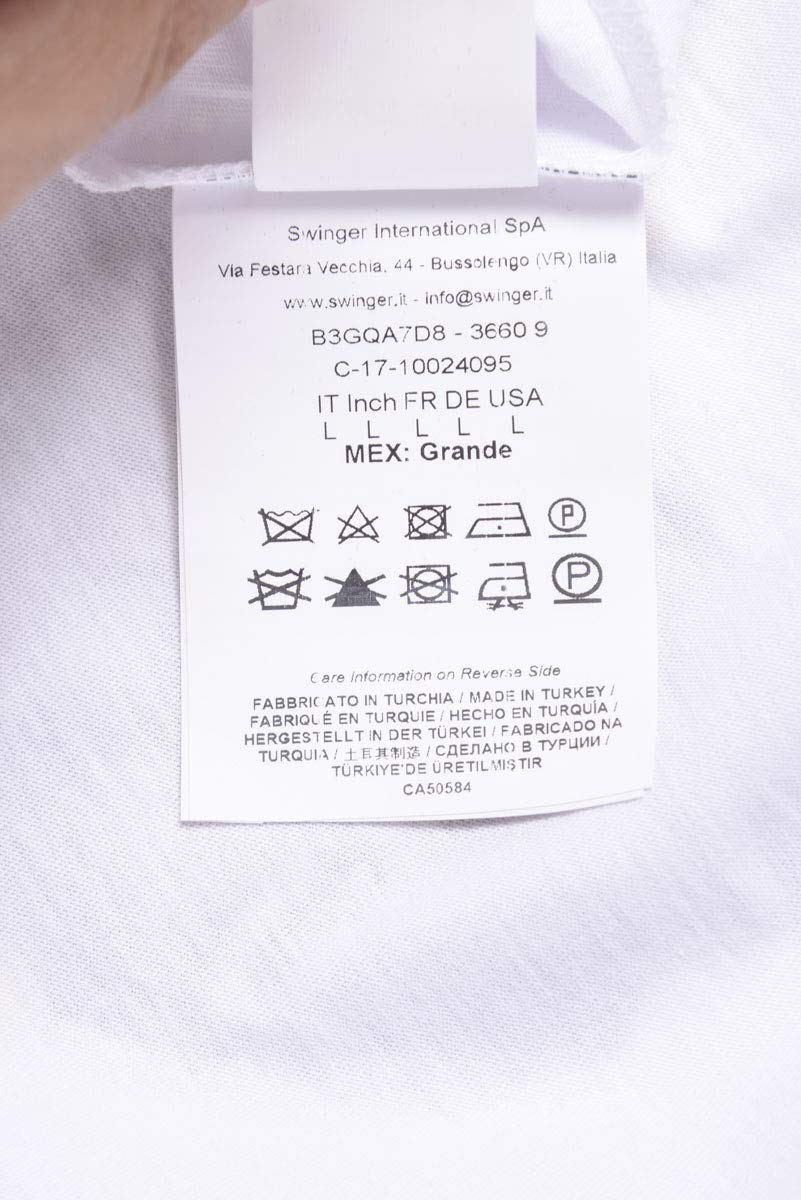 Swinger International SpA
Via Festara Vecchia, 44 - Bussolengo (VR) Italia
www.swinger.it - info@swinger.it
B3GQA7D8 - 3660 9
C-17-10024095
IT Inch FR DE USA
L L L L L
MEX: Grande
P
P
Care Information on Reverse Side
FABBRICATO IN TURCHIA / MADE IN TURKEY /
FABRIQUÉ EN TURQUIE / HECHO EN TURQUÍA /
HERGESTELLT IN DER TÜRKEI / FABRICADO NA
TURQUIA / 土耳其制造 / СДЕЛАНО В ТУРЦИИ /
TÜRKİYE'DE ÜRETILMIŞTIR
CA50584